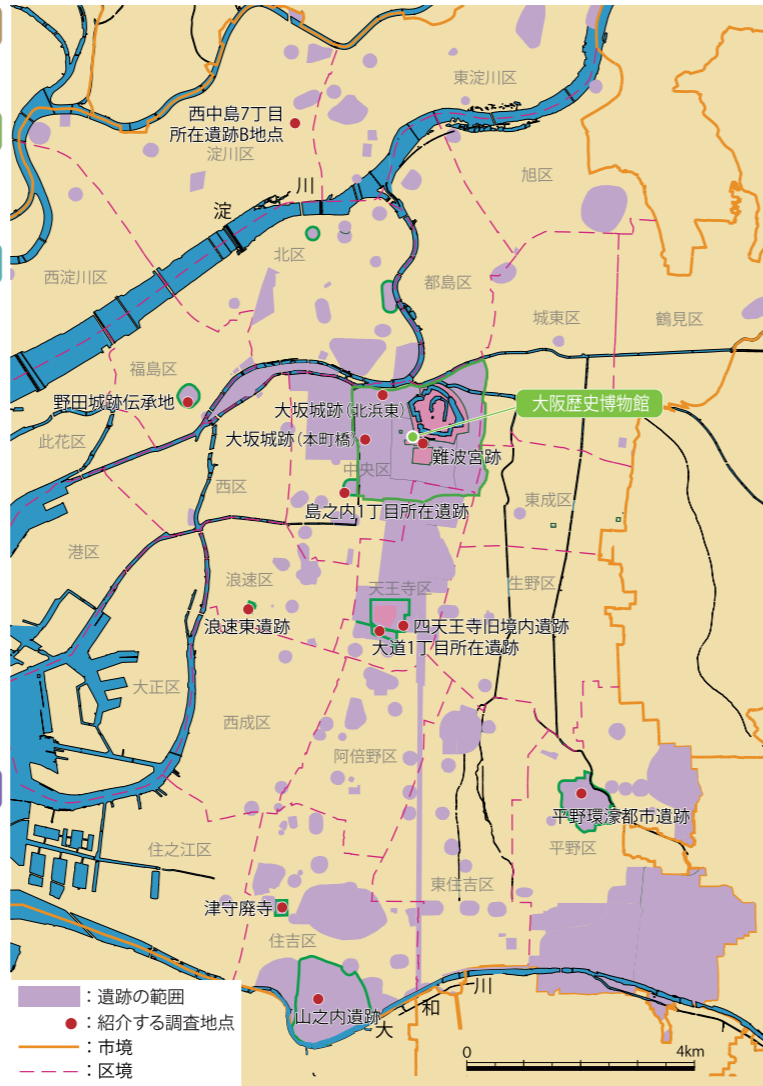 東淀川区
西中島7丁目
所在遺跡B地点
淀川区
旭区
川
淀
北区
西淀川区
都島区
城東区
鶴見区
福島区
野田城跡伝承地
大坂城跡(北浜東)
大阪歴史博物館
此花区
大坂城跡(本町橋)
難波宮跡
中央区
西区
島之内1丁目所在遺跡
東成区
港区
浪速区
天王寺区
生野区
浪速東遺跡
四天王寺旧境内遺跡
大道1丁目所在遺跡
大正区
西成区
阿倍野区
平野環濠都市遺跡
住之江区
平野区
東住吉区
津守廃寺
住吉区
川
和
大
山之内遺跡
:遺跡の範囲
:紹介する調査地点
:市境
:区境
0 4km